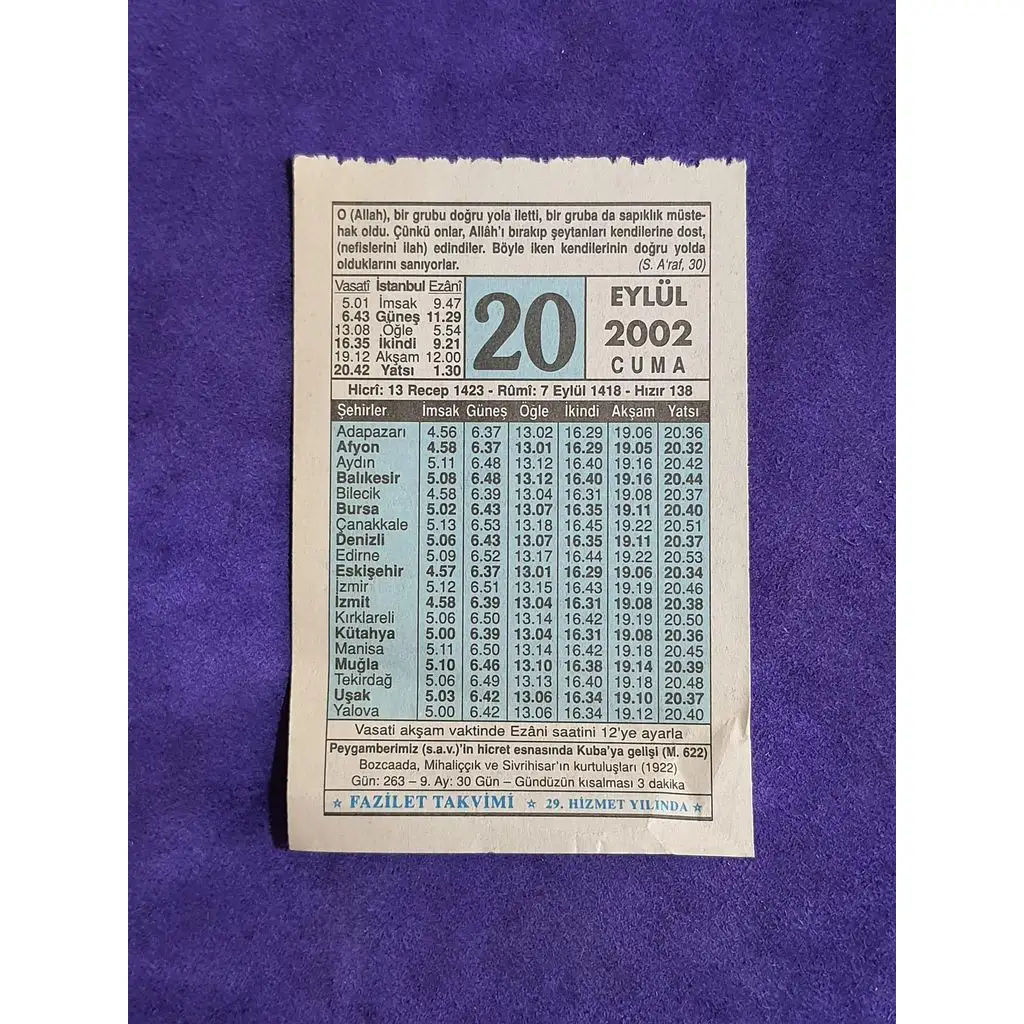 O (Allah), bir grubu doğru yola iletti, bir gruba da sapıklık müste-
hak oldu. Çünkü onlar, Allâh'ı bırakıp şeytanları kendilerine dost,
(nefislerini ilah) edindiler. Böyle iken kendilerinin doğru yolda
olduklarını sanıyorlar. (S. A'raf, 30)
Vasatî İstanbul Ezânî
5.01 İmsak 9.47
6.43 Güneş 11.29
13.08 Öğle 5.54
16.35 İkindi 9.21
19.12 Akşam 12.00
20.42 Yatsı 1.30
20
EYLÜL
2002
CUMA
Hicrî: 13 Recep 1423 - Rûmî: 7 Eylül 1418 - Hızır 138
Şehirler İmsak Güneş Öğle İkindi Akşam Yatsı
Adapazarı 4.56 6.37 13.02 16.29 19.06 20.36
Afyon 4.58 6.37 13.01 16.29 19.05 20.32
Aydın 5.11 6.48 13.12 16.40 19.16 20.42
Balıkesir 5.08 6.48 13.12 16.40 19.16 20.44
Bilecik 4.58 6.39 13.04 16.31 19.08 20.37
Bursa 5.02 6.43 13.07 16.35 19.11 20.40
Çanakkale 5.13 6.53 13.18 16.45 19.22 20.51
Denizli 5.06 6.43 13.07 16.35 19.11 20.37
Edirne 5.09 6.52 13.17 16.44 19.22 20.53
Eskişehir 4.57 6.37 13.01 16.29 19.06 20.34
İzmir 5.12 6.51 13.15 16.43 19.19 20.46
İzmit 4.58 6.39 13.04 16.31 19.08 20.38
Kırklareli 5.06 6.50 13.14 16.42 19.19 20.50
Kütahya 5.00 6.39 13.04 16.31 19.08 20.36
Manisa 5.11 6.50 13.14 16.42 19.18 20.45
Muğla 5.10 6.46 13.10 16.38 19.14 20.39
Tekirdağ 5.06 6.49 13.13 16.40 19.18 20.48
Uşak 5.03 6.42 13.06 16.34 19.10 20.37
Yalova 5.00 6.42 13.06 16.34 19.12 20.40
Vasati akşam vaktinde Ezâni saatini 12'ye ayarla
Peygamberimiz (s.a.v.)'in hicret esnasında Kuba'ya gelişi (M. 622)
Bozcaada, Mihalıççık ve Sivrihisar'ın kurtuluşları (1922)
Gün: 263 – 9. Ay: 30 Gün – Gündüzün kısalması 3 dakika
☆ FAZİLET TAKVİMİ ☆ 29. HİZMET YILINDA ☆